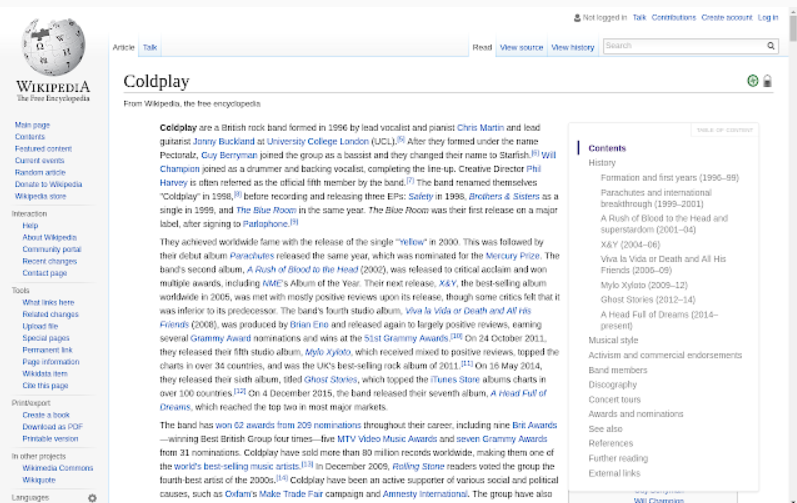 Not logged in Talk Contributions Create account Log in
Article Talk
Read View source View history Search
WIKIPEDIA
The Free Encyclopedia
Main page
Contents
Featured content
Current events
Random article
Donate to Wikipedia
Wikipedia store
Interaction
Help
About Wikipedia
Community portal
Recent changes
Contact page
Tools
What links here
Related changes
Upload file
Special pages
Permanent link
Page information
Wikidata item
Cite this page
Print/export
Create a book
Download as PDF
Printable version
In other projects
Wikimedia Commons
Wikiquote
Languages
Coldplay
From Wikipedia, the free encyclopedia
Coldplay are a British rock band formed in 1996 by lead vocalist and pianist Chris Martin and lead
guitarist Jonny Buckland at University College London (UCL).[5] After they formed under the name
Pectoralz, Guy Berryman joined the group as a bassist and they changed their name to Starfish.[6] Will
Champion joined as a drummer and backing vocalist, completing the line-up. Creative Director Phil
Harvey is often referred as the official fifth member by the band.[7] The band renamed themselves
"Coldplay" in 1998,[8] before recording and releasing three EPs: Safety in 1998, Brothers & Sisters as a
single in 1999, and The Blue Room in the same year. The Blue Room was their first release on a major
label, after signing to Parlophone.[9]
They achieved worldwide fame with the release of the single "Yellow" in 2000. This was followed by
their debut album Parachutes released the same year, which was nominated for the Mercury Prize. The
band's second album, A Rush of Blood to the Head (2002), was released to critical acclaim and won
multiple awards, including NME's Album of the Year. Their next release, X&Y, the best-selling album
worldwide in 2005, was met with mostly positive reviews upon its release, though some critics felt that it
was inferior to its predecessor. The band's fourth studio album, Viva la Vida or Death and All His
Friends (2008), was produced by Brian Eno and released again to largely positive reviews, earning
several Grammy Award nominations and wins at the 51st Grammy Awards.[10] On 24 October 2011,
they released their fifth studio album, Mylo Xyloto, which received mixed to positive reviews, topped the
charts in over 34 countries, and was the UK's best-selling rock album of 2011.[11] On 16 May 2014,
they released their sixth album, titled Ghost Stories, which topped the iTunes Store albums charts in
over 100 countries.[12] On 4 December 2015, the band released their seventh album, A Head Full of
Dreams, which reached the top two in most major markets.
The band has won 62 awards from 209 nominations throughout their career, including nine Brit Awards
—winning Best British Group four times—five MTV Video Music Awards and seven Grammy Awards
from 31 nominations. Coldplay have sold more than 80 million records worldwide, making them one of
the world's best-selling music artists.[13] In December 2009, Rolling Stone readers voted the group the
fourth-best artist of the 2000s.[14] Coldplay have been an active supporter of various social and political
causes, such as Oxfam's Make Trade Fair campaign and Amnesty International. The group have also
TABLE OF CONTENT
Contents
History
Formation and first years (1996–99)
Parachutes and international
breakthrough (1999–2001)
A Rush of Blood to the Head and
superstardom (2001–04)
X&Y (2004–06)
Viva la Vida or Death and All His
Friends (2006–09)
Mylo Xyloto (2009–12)
Ghost Stories (2012–14)
A Head Full of Dreams (2014–
present)
Musical style
Activism and commercial endorsements
Band members
Discography
Concert tours
Awards and nominations
See also
References
Further reading
External links
Will Champion